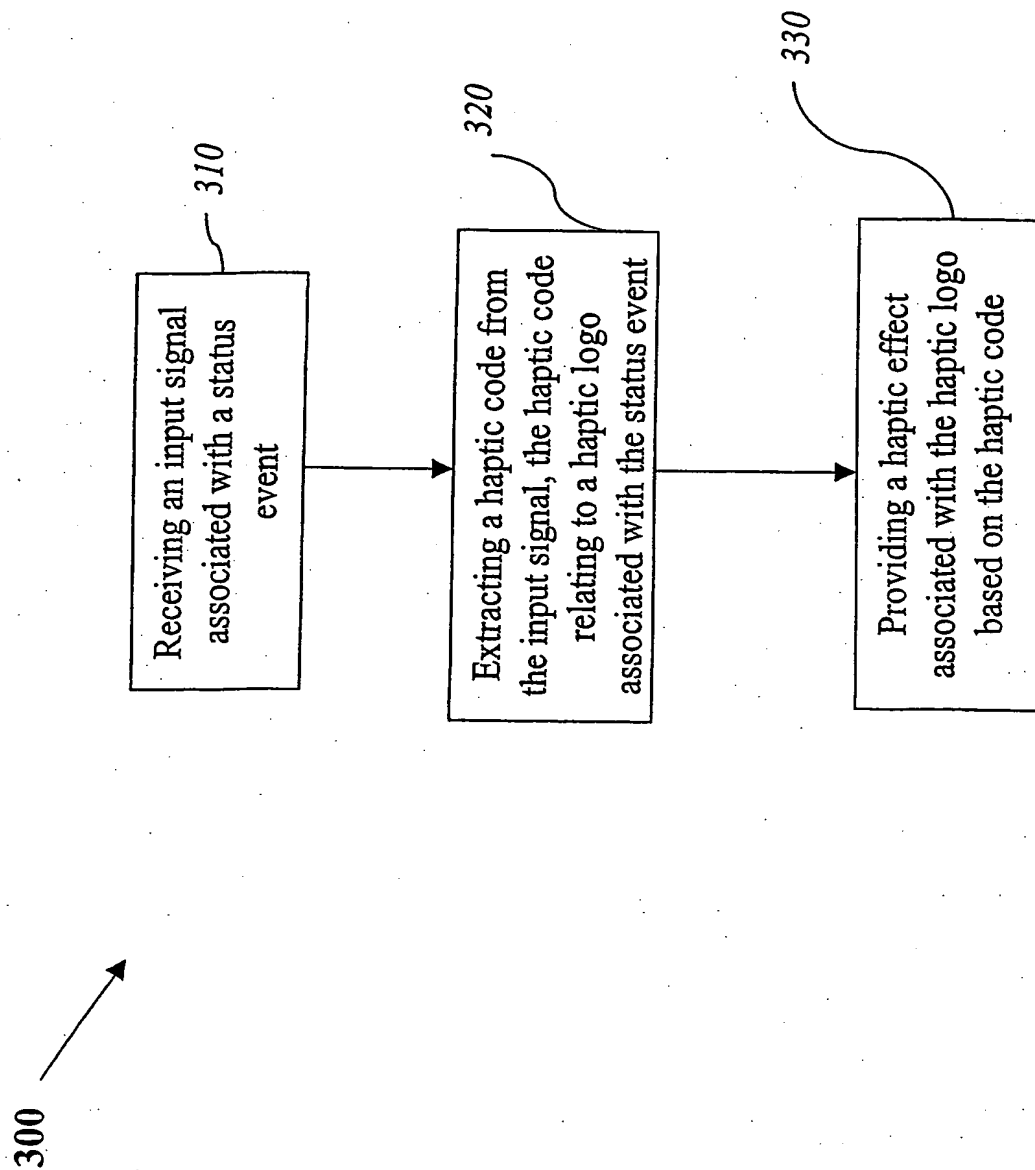 300
Receiving an input signal
associated with a status
event
310
Extracting a haptic code from
the input signal, the haptic code
relating to a haptic logo
associated with the status event
320
Providing a haptic effect
associated with the haptic logo
based on the haptic code
330